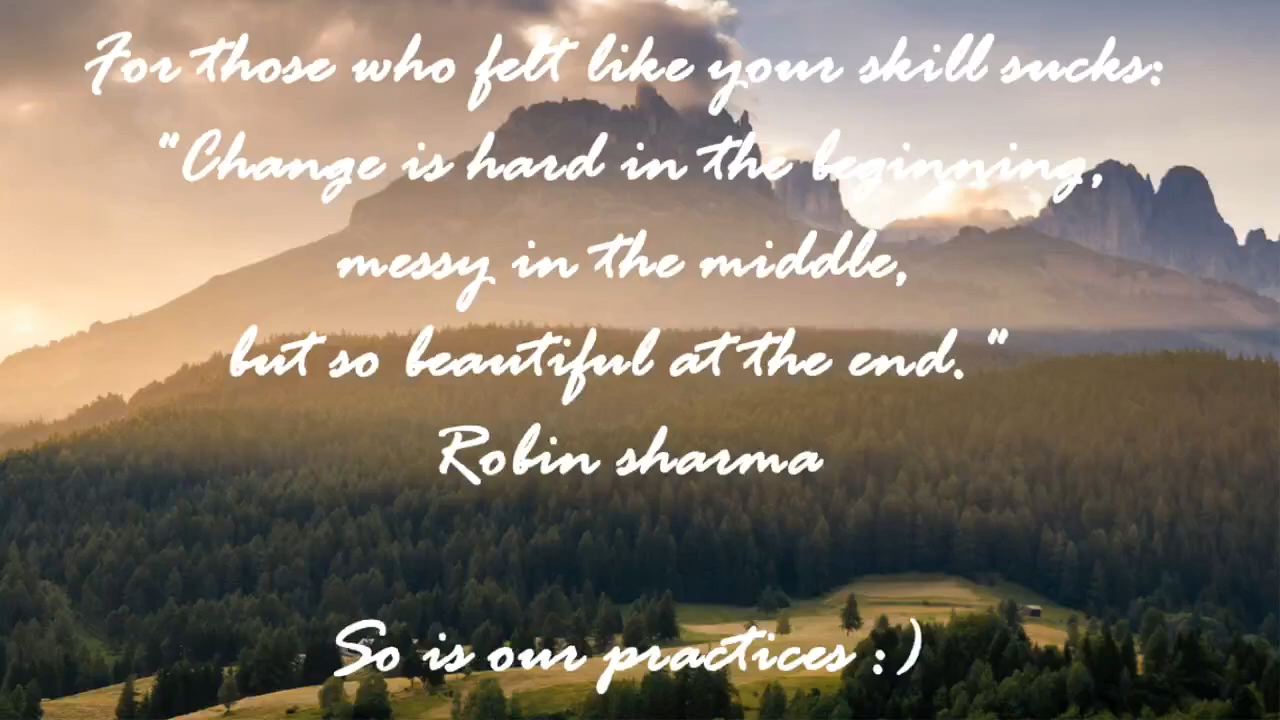 For those who felt like your skill sucks:
"Change is hard in the beginning,
messy in the middle,
but so beautiful at the end."
Robin sharma
So is our practices :)